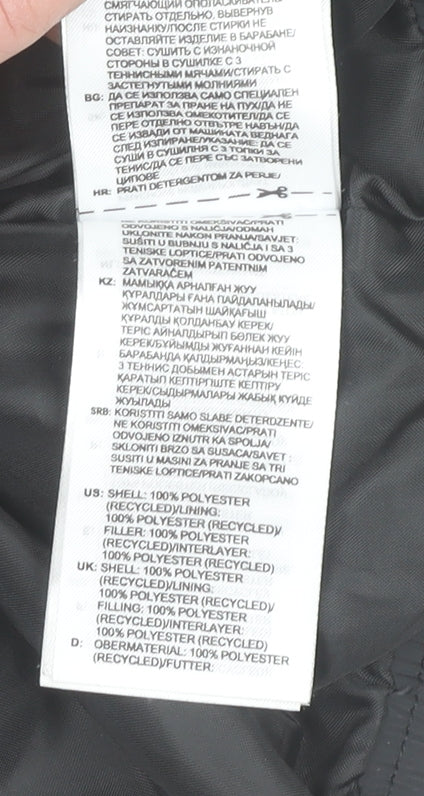 СМЯГЧАЮЩИЙ ОПОЛАСКИВАТЕЛЬ/
СТИРАТЬ ОТДЕЛЬНО, ВЫВЕРНУВ
НАИЗНАНКУ/ПОСЛЕ СТИРКИ НЕ
ОСТАВЛЯЙТЕ ИЗДЕЛИЕ В БАРАБАНЕ/
СОВЕТ: СУШИТЬ С ИЗНАНОЧНОЙ
СТОРОНЫ В СУШИЛКЕ С 3
ТЕННИСНЫМИ МЯЧАМИ/СТИРАТЬ С
ЗАСТЕГНУТЫМИ МОЛНИЯМИ
BG: ДА СЕ ИЗПОЛЗВА САМО СПЕЦИАЛЕН
ПРЕПАРАТ ЗА ПРАНЕ НА ПУХ/ДА НЕ
СЕ ИЗПОЛЗВА ОМЕКОТИТЕЛ/ДА СЕ
ПЕРЕ ОТДЕЛНО ОТВЪТРЕ НАВЪН/ДА
СЕ ИЗВАДИ ОТ МАШИНАТА ВЕДНАГА
СЛЕД ИЗПИРАНЕ/УКАЗАНИЕ: ДА СЕ
СУШИ В СУШИЛНЯ С 3 ТОПКИ ЗА
ТЕНИС/ДА СЕ ПЕРЕ СЪС ЗАТВОРЕНИ
ЦИПОВЕ
HR: PRATI DETERGENTOM ZA PERJE/
NE KORISTITI OMEKSIVAC/PRATI
ODVOJENO S NALIČJA/ODMAH
UKLONITE NAKON PRANJA/SAVJET:
SUŠITI U BUBNJU S NALIČJA I SA 3
TENISKE LOPTICE/PRATI ODVOJENO
SA ZATVORENIM PATENTNIM
ZATVARAČEM
KZ: МАМЫҚҚА АРНАЛҒАН ЖУУ
ҚҰРАЛДАРЫ ҒАНА ПАЙДАЛАНЫЛАДЫ/
ЖҰМСАРТАТЫН ШАЙҚАҒЫШ
ҚҰРАЛДЫ ҚОЛДАНБАУ КЕРЕК/
ТЕРІС АЙНАЛДЫРЫП БӨЛЕК ЖУУ
КЕРЕК/БҰЙЫМДЫ ЖУҒАННАН КЕЙІН
БАРАБАНДА ҚАЛДЫРМАҢЫЗ/КЕҢЕС:
3 ТЕННИС ДОБЫМЕН АСТАРЫН ТЕРІС
ҚАРАТЫП КЕПТІРГІШТЕ КЕПТІРУ
КЕРЕК/СЫДЫРМАЛАРЫ ЖАБЫҚ КҮЙДЕ
ЖУЫЛАДЫ
SRB: KORISTITI SAMO SLABE DETERDZENTE/
NE KORISTITI OMEKSIVAC/PRATI
ODVOJENO IZNUTR KA SPOLJA/
SKLONITI BRZO SA SUSACA/SAVET :
SUSITI U MASINI ZA PRANJE SA TRI
TENISKE LOPTICE/PRATI ZAKOPCANO
US: SHELL: 100% POLYESTER
(RECYCLED)/LINING:
100% POLYESTER (RECYCLED)/
FILLER: 100% POLYESTER
(RECYCLED)/INTERLAYER:
100% POLYESTER (RECYCLED)
UK: SHELL: 100% POLYESTER
(RECYCLED)/LINING:
100% POLYESTER (RECYCLED)/
FILLING: 100% POLYESTER
(RECYCLED)/INTERLAYER:
100% POLYESTER (RECYCLED)
D: OBERMATERIAL: 100% POLYESTER
(RECYCLED)/FUTTER: